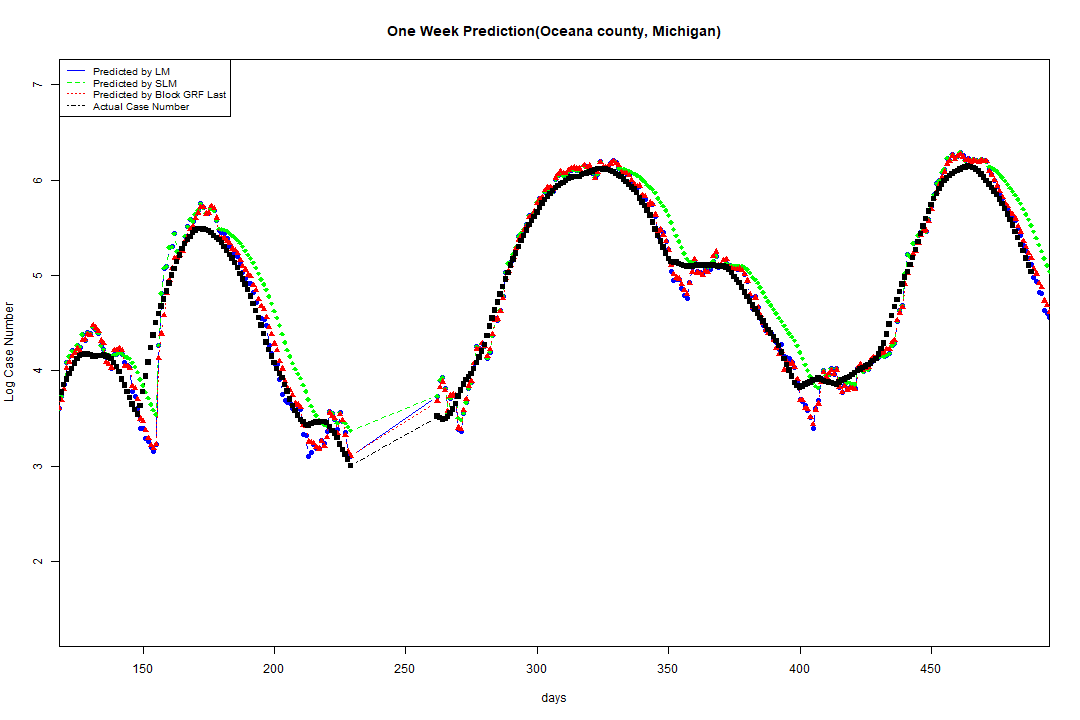 One Week Prediction(Oceana county, Michigan)
Predicted by LM
Predicted by SLM
Predicted by Block GRF Last
Actual Case Number
7
6
5
4
3
2
Log Case Number
150 200 250 300 350 400 450
days